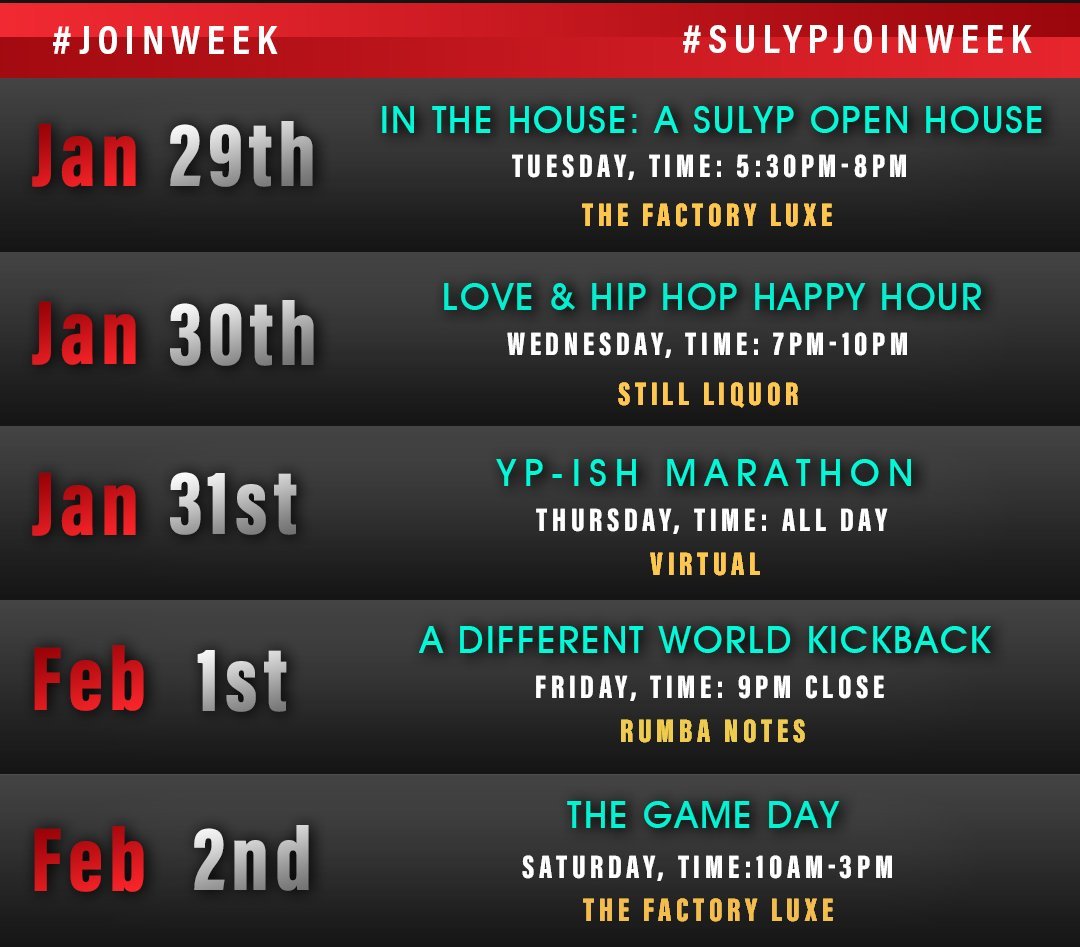 #JOINWEEK
#SULYPJOINWEEK
Jan 29th
IN THE HOUSE: A SULYP OPEN HOUSE
TUESDAY, TIME: 5:30PM-8PM
THE FACTORY LUXE
Jan 30th
LOVE & HIP HOP HAPPY HOUR
WEDNESDAY, TIME: 7PM-10PM
STILL LIQUOR
Jan 31st
YP-ISH MARATHON
THURSDAY, TIME: ALL DAY
VIRTUAL
Feb 1st
A DIFFERENT WORLD KICKBACK
FRIDAY, TIME: 9PM CLOSE
RUMBA NOTES
Feb 2nd
THE GAME DAY
SATURDAY, TIME:10AM-3PM
THE FACTORY LUXE